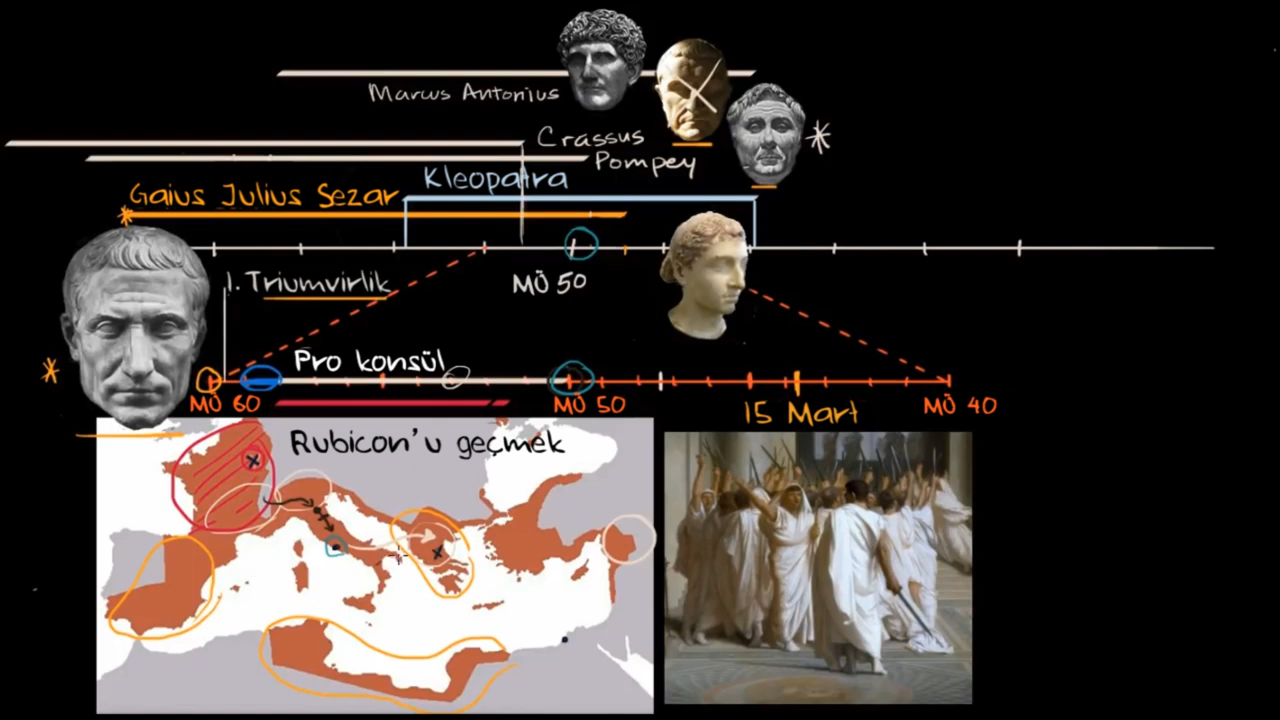 Marcus Antonius
Crassus
Pompey
Kleopatra
Gaius Julius Sezar
1. Triumvirlik
MÖ 50
Pro konsül
MÖ 60
MÖ 50
15 Mart
MÖ 40
Rubicon'u geçmek